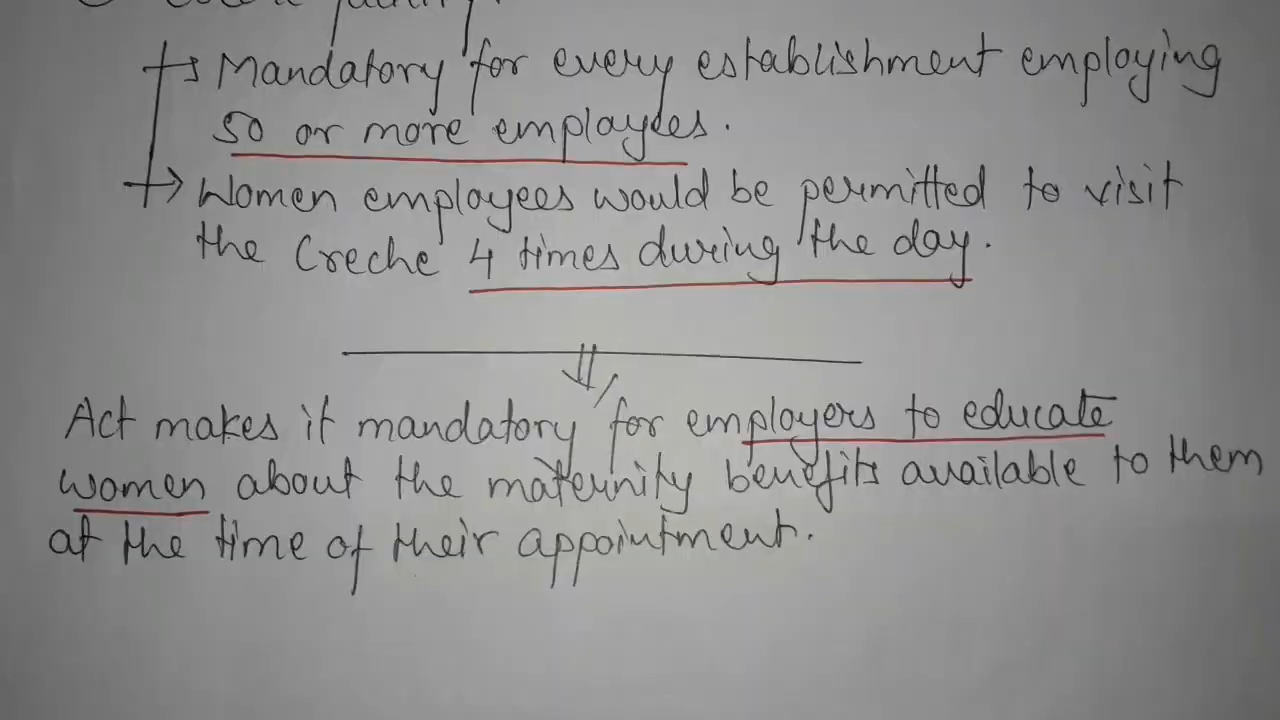 Mandatory for every establishment employing
50 or more employees.
Women employees would be permitted to visit
the Creche 4 times during the day.
Act makes it mandatory for employers to educate
women about the maternity benefits available to them
at the time of their appointment.